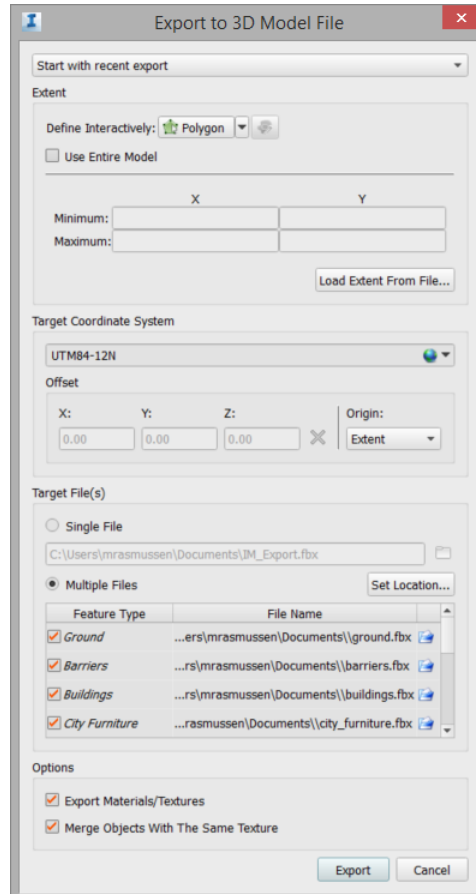 Export to 3D Model File
Start with recent export
Extent
Define Interactively: Polygon
Use Entire Model
X Y
Minimum:
Maximum:
Load Extent From File...
Target Coordinate System
UTM84-12N
Offset
X: Y: Z: Origin:
0.00 0.00 0.00 Extent
Target File(s)
Single File
C:\Users\mrasmussen\Documents\IM_Export.fbx
Multiple Files Set Location...
Feature Type File Name
Ground ...ers\mrasmussen\Documents\\ground.fbx
Barriers ...rs\mrasmussen\Documents\\barriers.fbx
Buildings ...rs\mrasmussen\Documents\\buildings.fbx
City Furniture ...rasmussen\Documents\\city_furniture.fbx
Options
Export Materials/Textures
Merge Objects With The Same Texture
Export Cancel